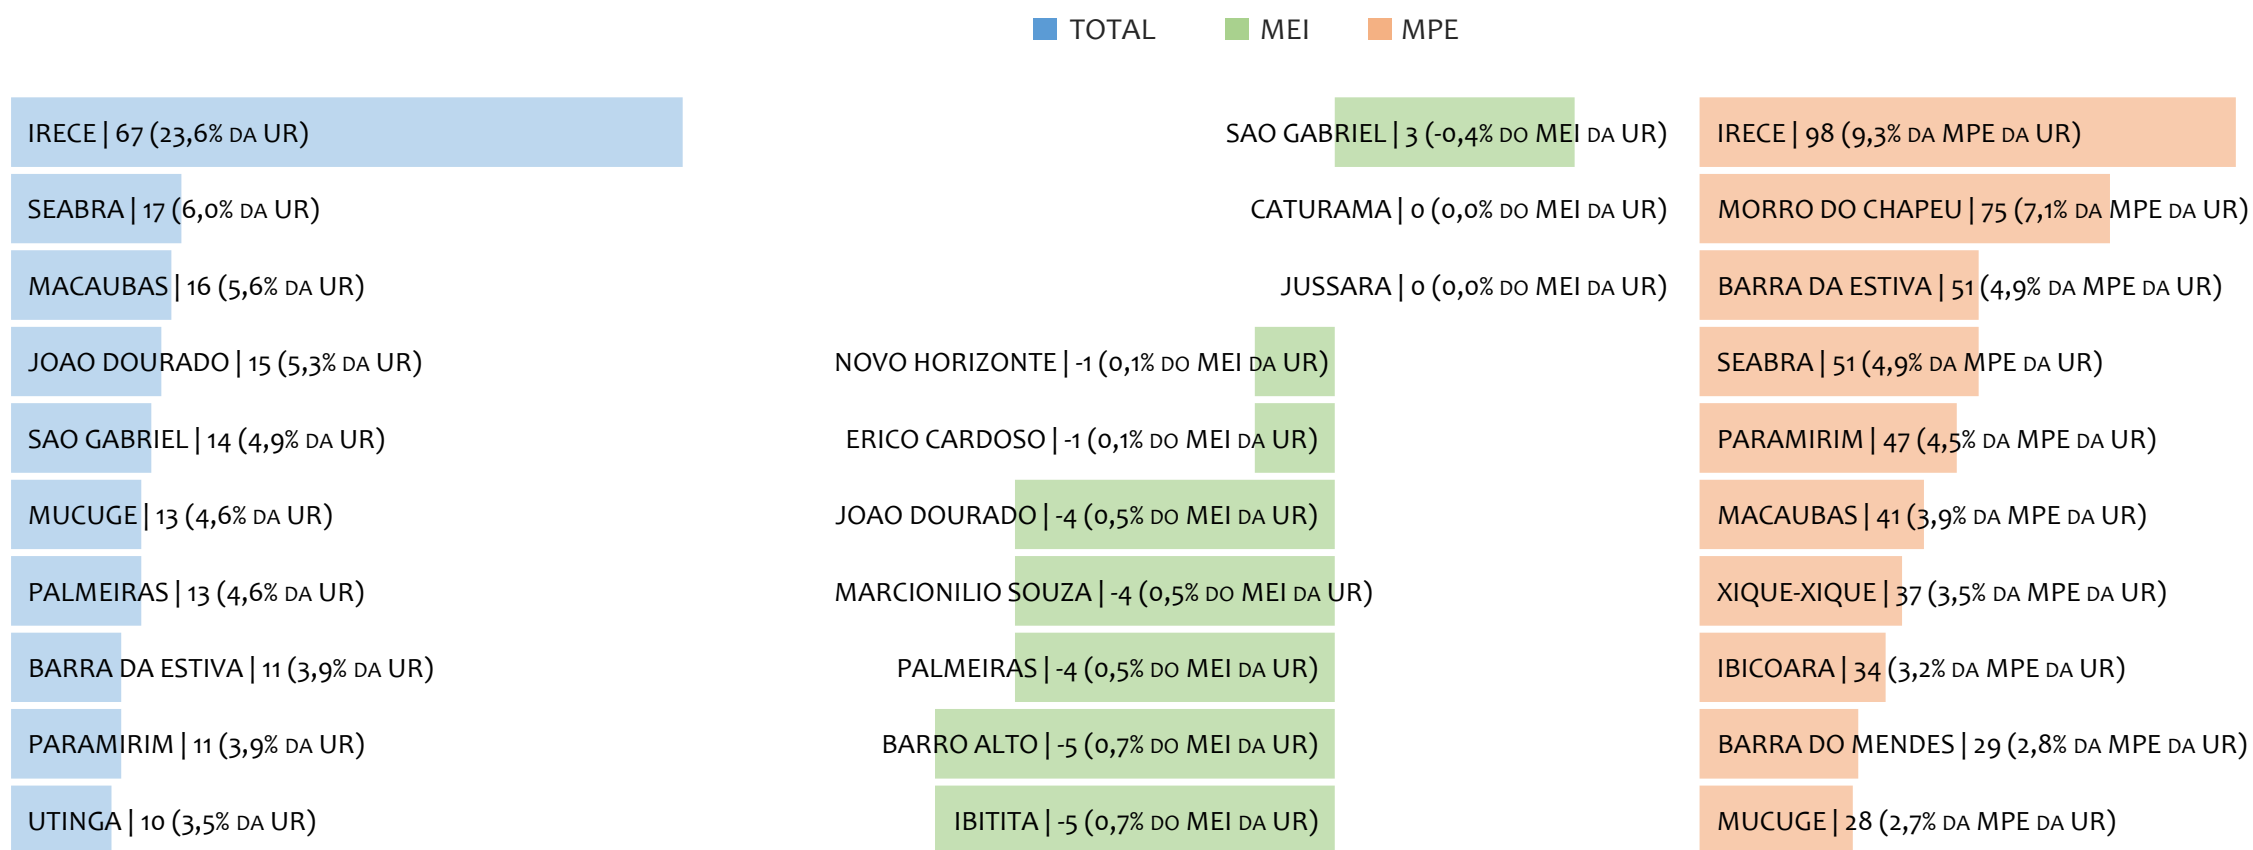 TOTAL MEI MPE
IRECE | 67 (23,6% DA UR)
SEABRA | 17 (6,0% DA UR)
MACAUBAS | 16 (5,6% DA UR)
JOAO DOURADO | 15 (5,3% DA UR)
SAO GABRIEL | 14 (4,9% DA UR)
MUCUGE | 13 (4,6% DA UR)
PALMEIRAS | 13 (4,6% DA UR)
BARRA DA ESTIVA | 11 (3,9% DA UR)
PARAMIRIM | 11 (3,9% DA UR)
UTINGA | 10 (3,5% DA UR)
SAO GABRIEL | 3 (-0,4% DO MEI DA UR)
CATURAMA | 0 (0,0% DO MEI DA UR)
JUSSARA | 0 (0,0% DO MEI DA UR)
NOVO HORIZONTE | -1 (0,1% DO MEI DA UR)
ERICO CARDOSO | -1 (0,1% DO MEI DA UR)
JOAO DOURADO | -4 (0,5% DO MEI DA UR)
MARCIONILIO SOUZA | -4 (0,5% DO MEI DA UR)
PALMEIRAS | -4 (0,5% DO MEI DA UR)
BARRO ALTO | -5 (0,7% DO MEI DA UR)
IBITITA | -5 (0,7% DO MEI DA UR)
IRECE | 98 (9,3% DA MPE DA UR)
MORRO DO CHAPEU | 75 (7,1% DA MPE DA UR)
BARRA DA ESTIVA | 51 (4,9% DA MPE DA UR)
SEABRA | 51 (4,9% DA MPE DA UR)
PARAMIRIM | 47 (4,5% DA MPE DA UR)
MACAUBAS | 41 (3,9% DA MPE DA UR)
XIQUE-XIQUE | 37 (3,5% DA MPE DA UR)
IBICOARA | 34 (3,2% DA MPE DA UR)
BARRA DO MENDES | 29 (2,8% DA MPE DA UR)
MUCUGE | 28 (2,7% DA MPE DA UR)